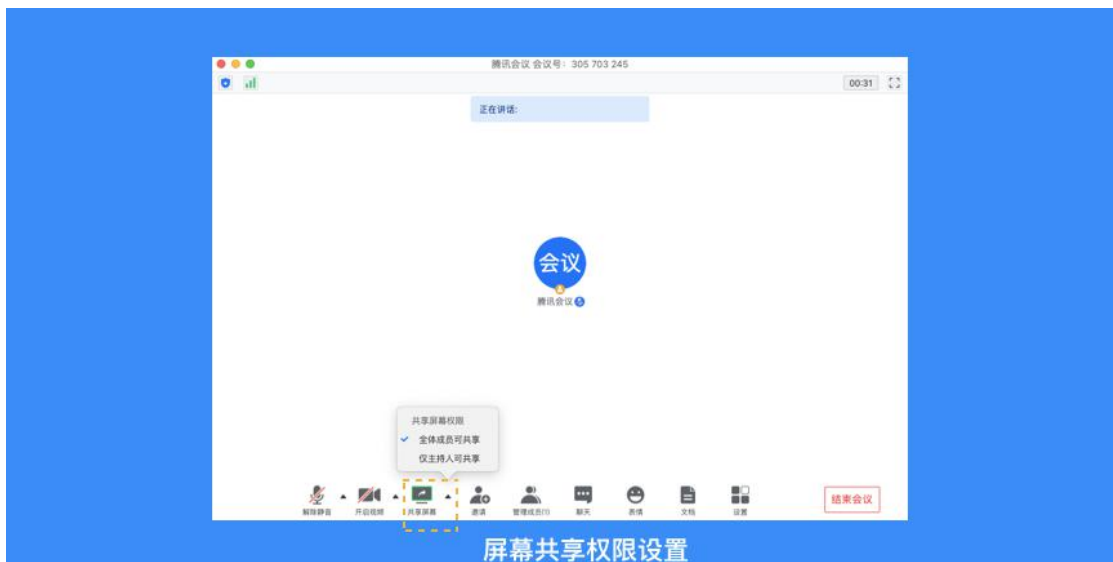 腾讯会议 会议号：305 703 245
00:31
正在讲话:
会议
腾讯会议
共享屏幕权限
全体成员可共享
仅主持人可共享
解除静音 开启视频 共享屏幕 邀请 管理成员(1) 聊天 表情 文档 设置 结束会议
屏幕共享权限设置